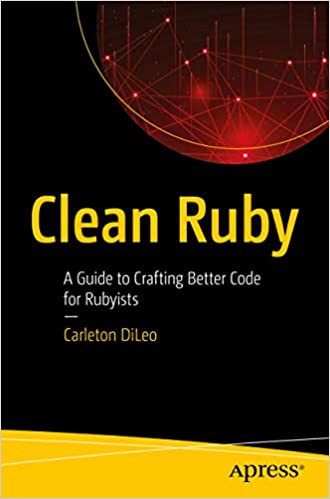 Clean Ruby
A Guide to Crafting Better Code
for Rubyists
—
Carleton DiLeo
Apress®